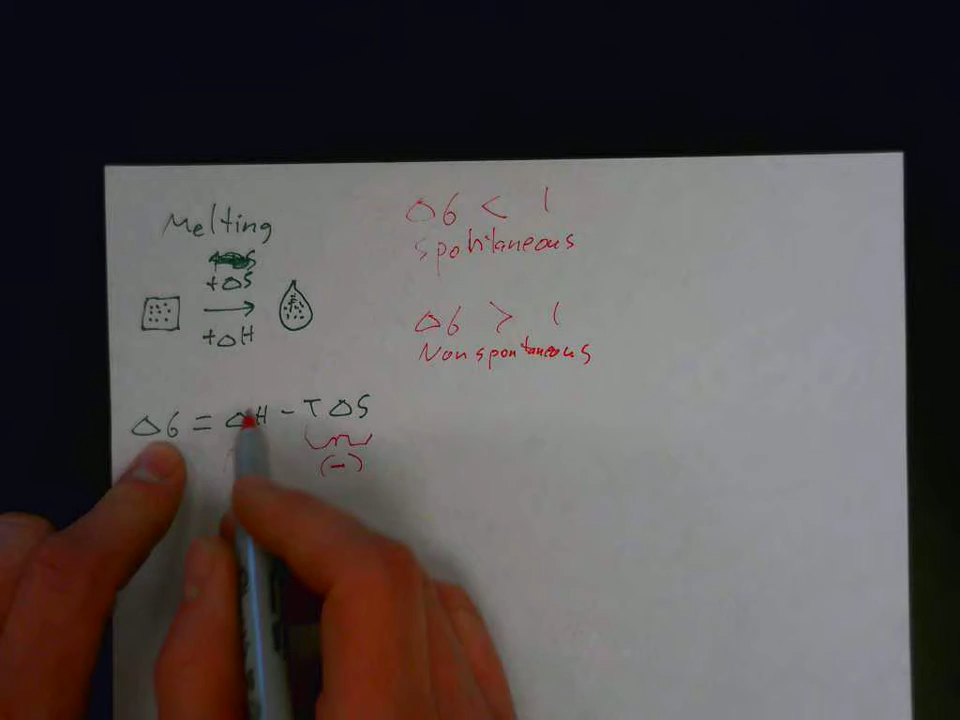 Melting
+ΔS
+ΔH
ΔG < 1
Spontaneous
ΔG > 1
Nonspontaneous
ΔG = ΔH - TΔS
(-)